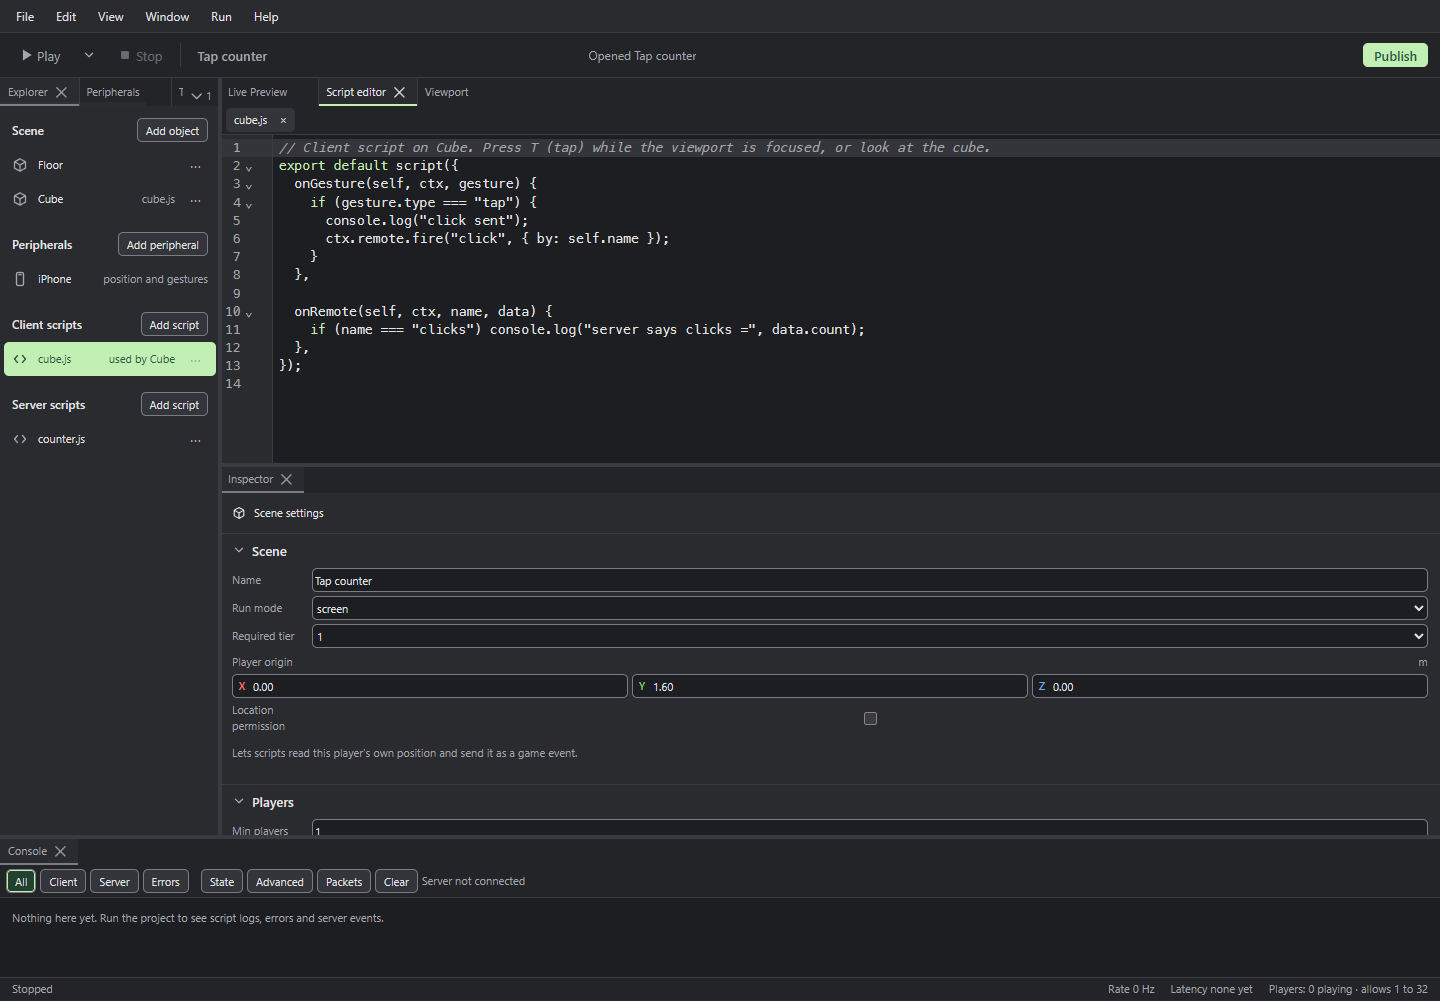 File Edit View Window Run Help
Play Stop Tap counter Opened Tap counter Publish
Explorer Peripherals T 1
Live Preview Script editor Viewport
cube.js ×
Scene Add object
Floor ...
Cube cube.js ...
Peripherals Add peripheral
iPhone position and gestures
Client scripts Add script
cube.js used by Cube ...
Server scripts Add script
counter.js ...
1 // Client script on Cube. Press T (tap) while the viewport is focused, or look at the cube.
2 export default script({
3 onGesture(self, ctx, gesture) {
4 if (gesture.type === "tap") {
5 console.log("click sent");
6 ctx.remote.fire("click", { by: self.name });
7 }
8 },
9
10 onRemote(self, ctx, name, data) {
11 if (name === "clicks") console.log("server says clicks =", data.count);
12 },
13 });
14
Inspector
Scene settings
Scene
Name Tap counter
Run mode screen
Required tier 1
Player origin m
X 0.00 Y 1.60 Z 0.00
Location
permission
Lets scripts read this player's own position and send it as a game event.
Players
Min players 1
Console
All Client Server Errors State Advanced Packets Clear Server not connected
Nothing here yet. Run the project to see script logs, errors and server events.
Stopped Rate 0 Hz Latency none yet Players: 0 playing · allows 1 to 32